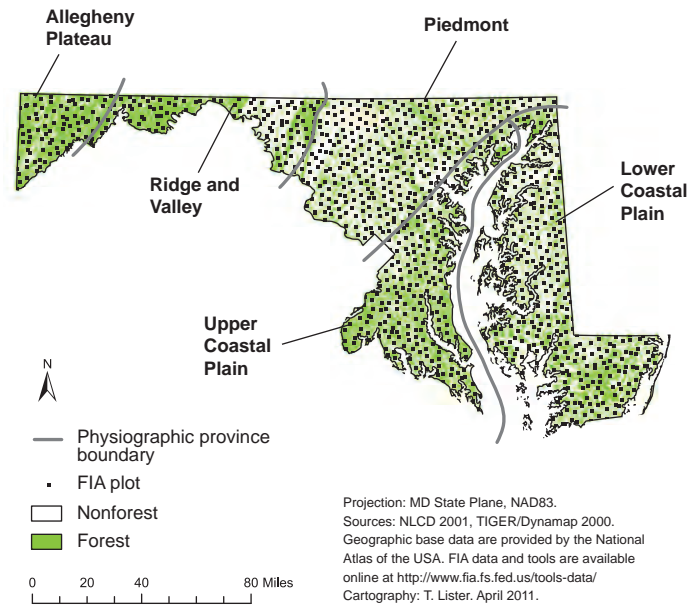 Allegheny
Plateau
Piedmont
Ridge and
Valley
Lower
Coastal
Plain
Upper
Coastal
Plain
N
Physiographic province
boundary
FIA plot
Nonforest
Forest
0 20 40 80 Miles
Projection: MD State Plane, NAD83.
Sources: NLCD 2001, TIGER/Dynamap 2000.
Geographic base data are provided by the National
Atlas of the USA. FIA data and tools are available
online at http://www.fia.fs.fed.us/tools-data/
Cartography: T. Lister. April 2011.